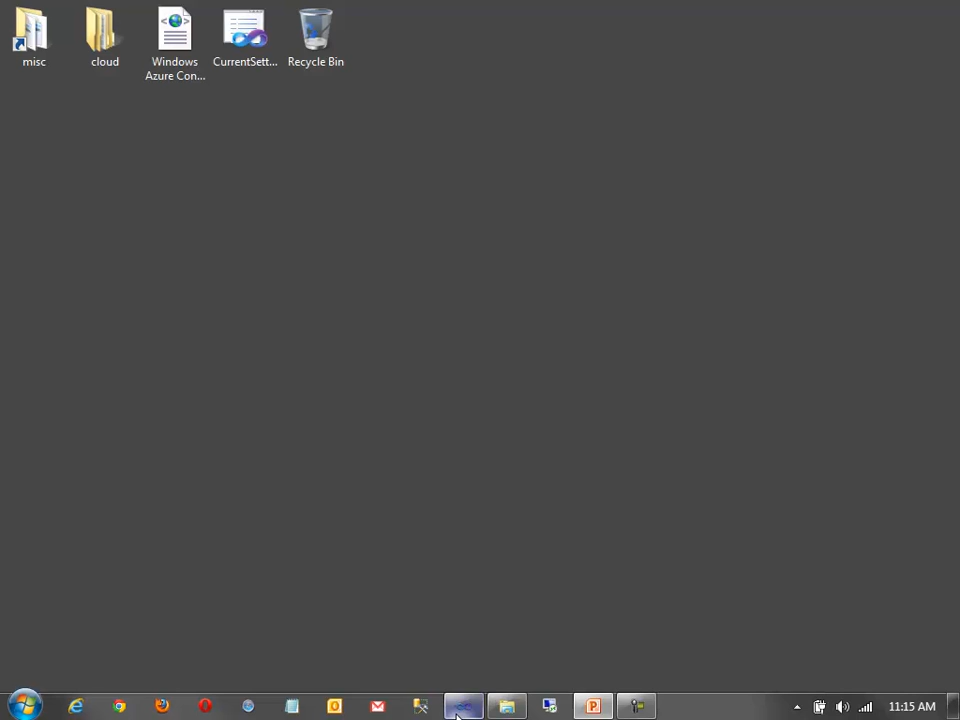 misc
cloud
Windows
Azure Con...
CurrentSett...
Recycle Bin
11:15 AM